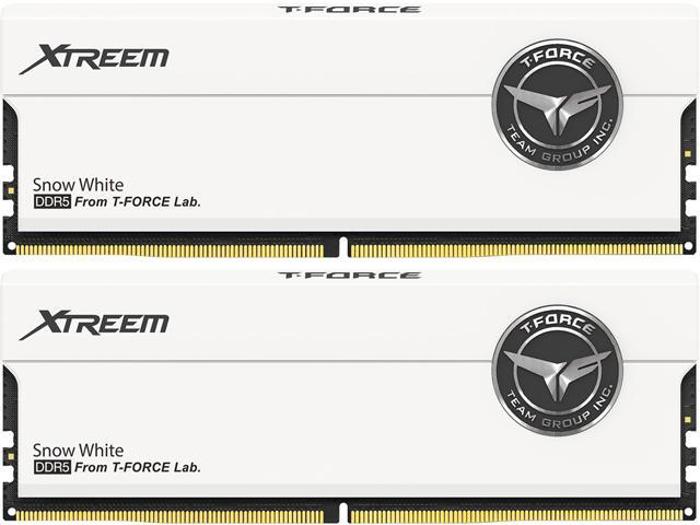 T-FORCE
XTREEM
T-FORCE
TEAM GROUP INC.
Snow White
DDR5 From T-FORCE Lab.
T-FORCE
XTREEM
T-FORCE
TEAM GROUP INC.
Snow White
DDR5 From T-FORCE Lab.